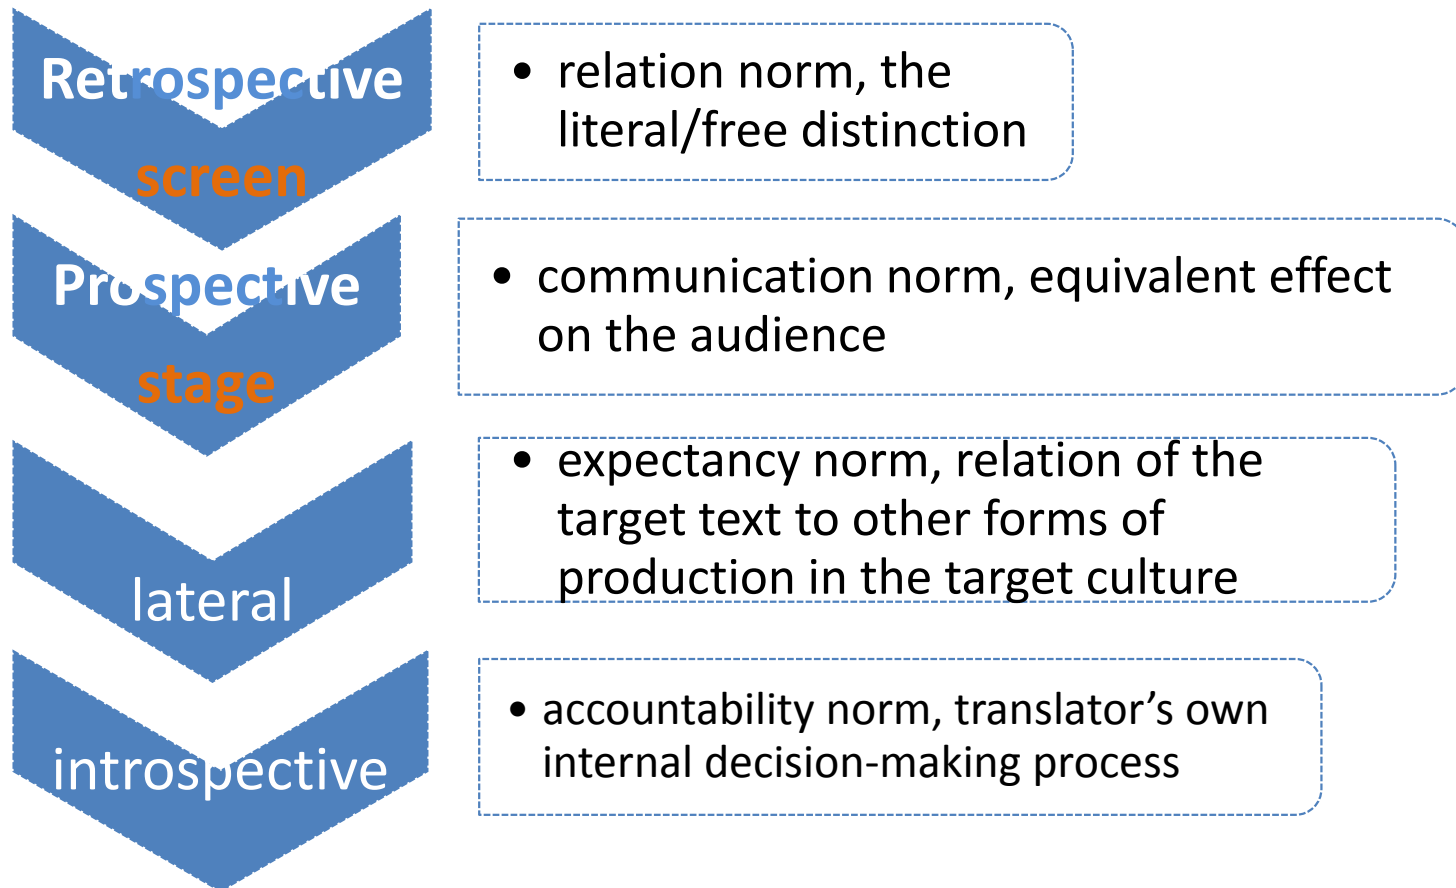 Retrospective
screen
• relation norm, the
literal/free distinction
Prospective
stage
• communication norm, equivalent effect
on the audience
lateral
• expectancy norm, relation of the
target text to other forms of
production in the target culture
introspective
• accountability norm, translator’s own
internal decision-making process